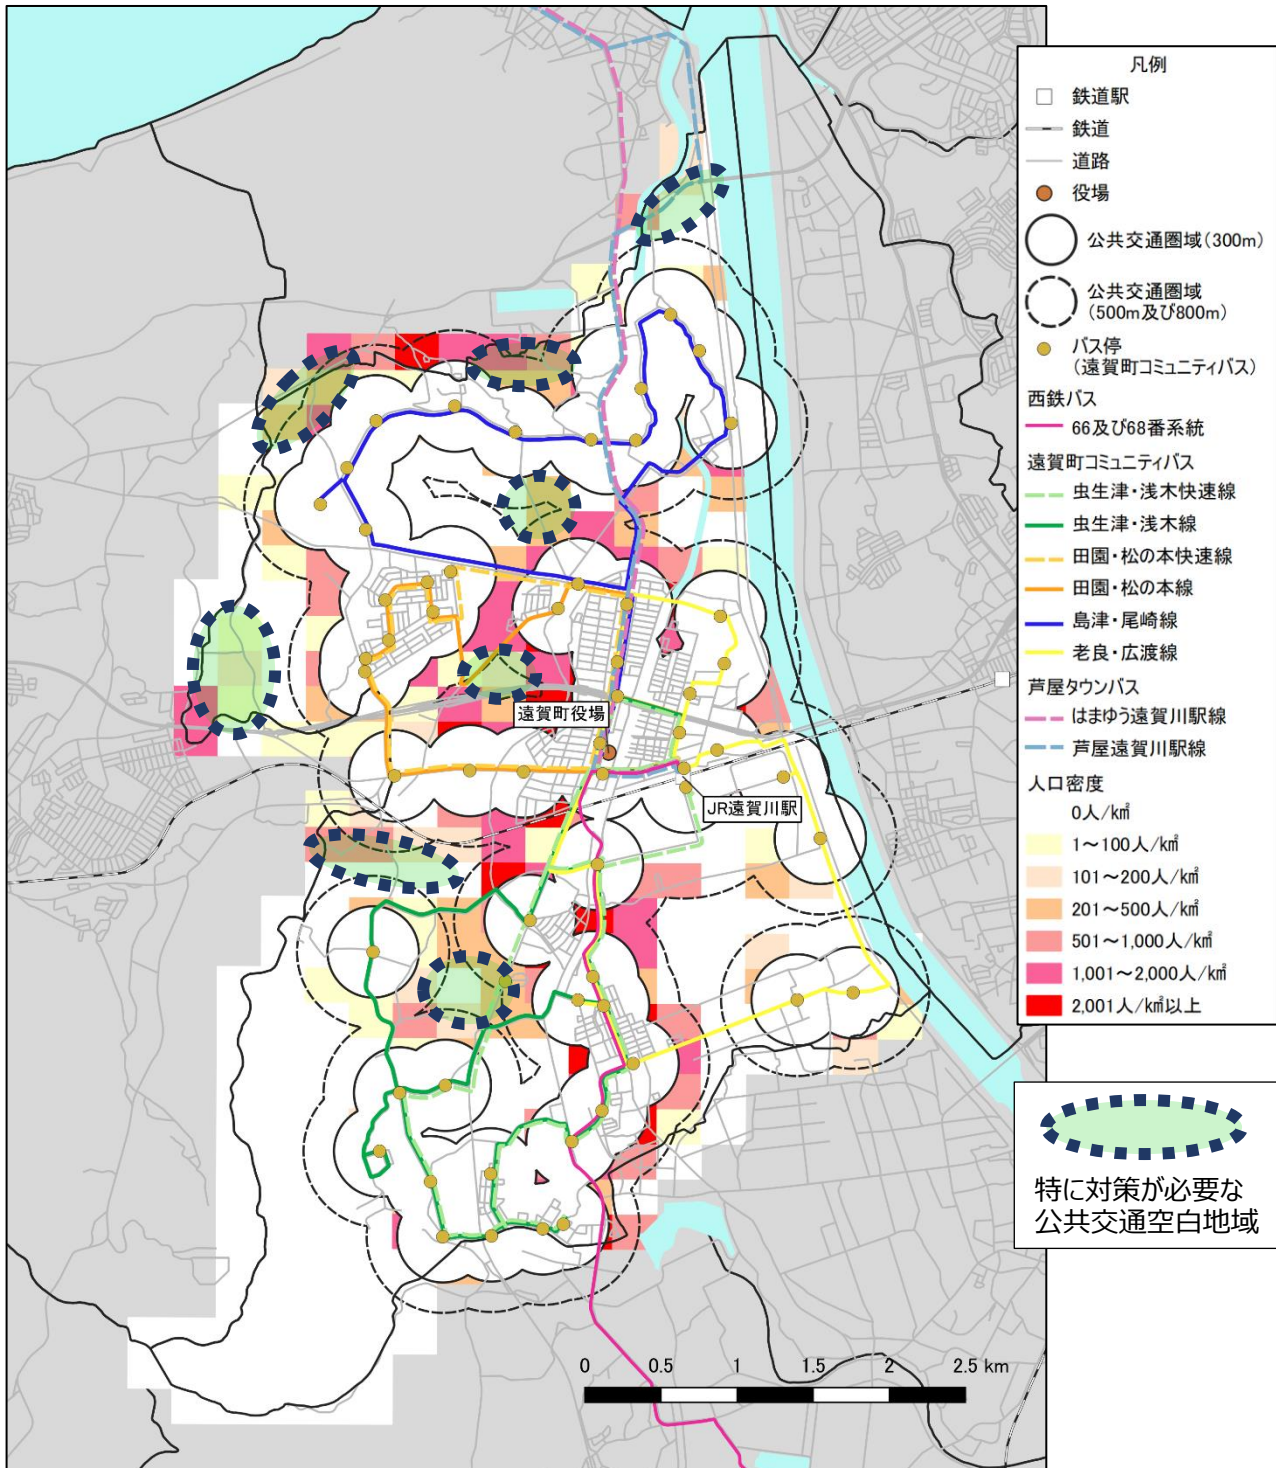 凡例
鉄道駅
鉄道
道路
役場
公共交通圏域(300m)
公共交通圏域
(500m及び800m)
バス停
(遠賀町コミュニティバス)
西鉄バス
66及び68番系統
遠賀町コミュニティバス
虫生津・浅木快速線
虫生津・浅木線
田園・松の本快速線
田園・松の本線
島津・尾崎線
老良・広渡線
芦屋タウンバス
はまゆう遠賀川駅線
芦屋遠賀川駅線
人口密度
0人/k㎡
1～100人/k㎡
101～200人/k㎡
201～500人/k㎡
501～1,000人/k㎡
1,001～2,000人/k㎡
2,001人/k㎡以上
特に対策が必要な
公共交通空白地域
遠賀町役場
JR遠賀川駅
0 0.5 1 1.5 2 2.5 km